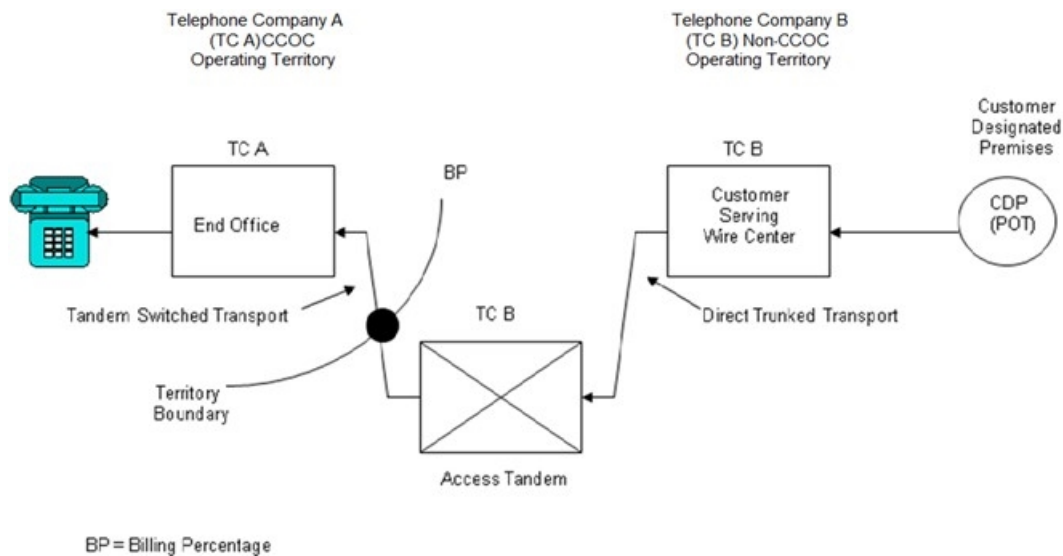 Telephone Company A
(TC A)CCOC
Operating Territory
Telephone Company B
(TC B) Non-CCOC
Operating Territory
Customer
Designated
Premises
TC A
End Office
BP
TC B
Customer
Serving
Wire Center
CDP
(POT)
Tandem Switched Transport
TC B
Direct Trunked Transport
Territory
Boundary
Access Tandem
BP = Billing Percentage